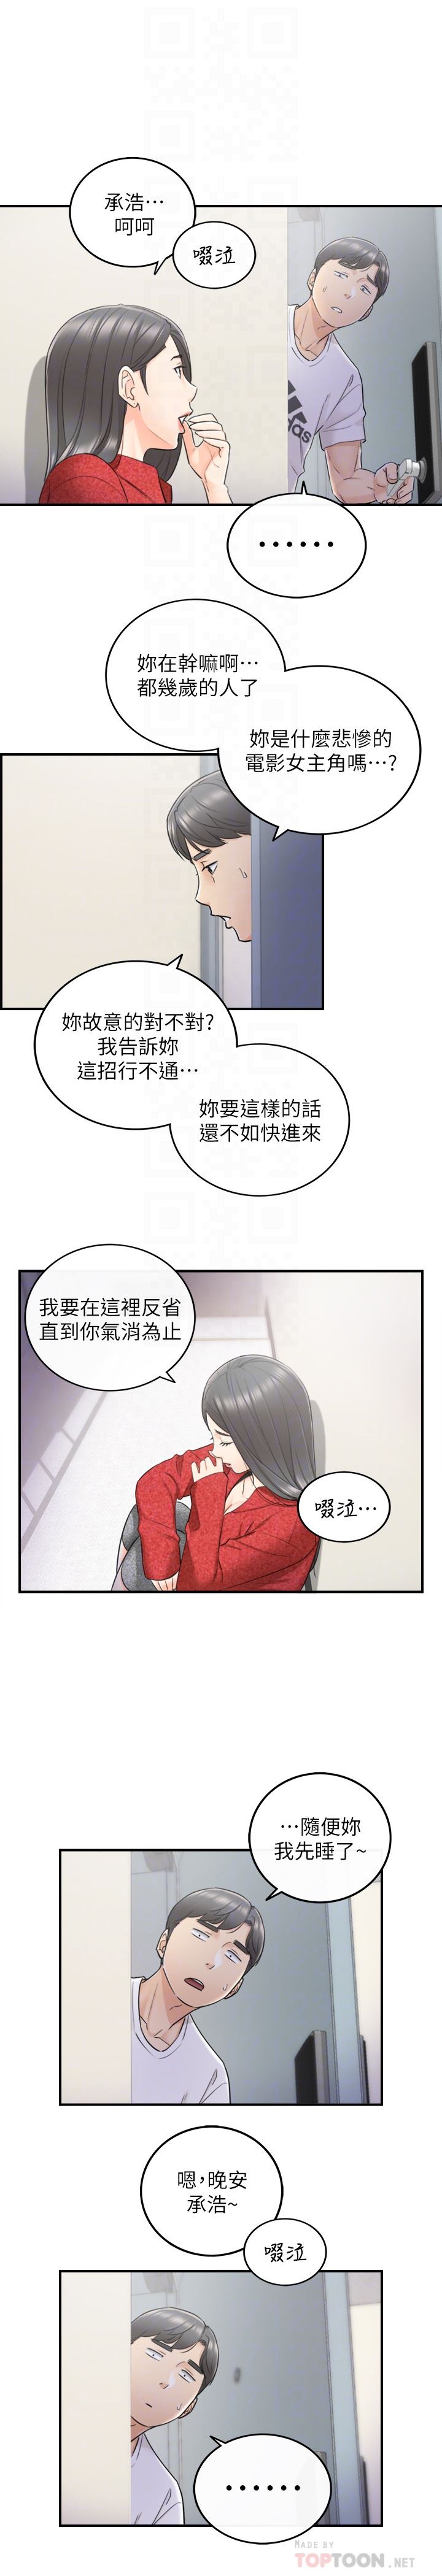 承浩⋯
呵呵
啜泣
adidas
⋯⋯
妳在幹嘛啊⋯
都幾歲的人了
妳是什麼悲慘的
電影女主角嗎⋯?
妳故意的對不對?
我告訴妳
這招行不通⋯
妳要這樣的話
還不如快進來
我要在這裡反省
直到你氣消為止
啜泣⋯
⋯隨便妳
我先睡了~
嗯，晚安
承浩~
啜泣
⋯⋯
MADE BY
TOPTOON.NET